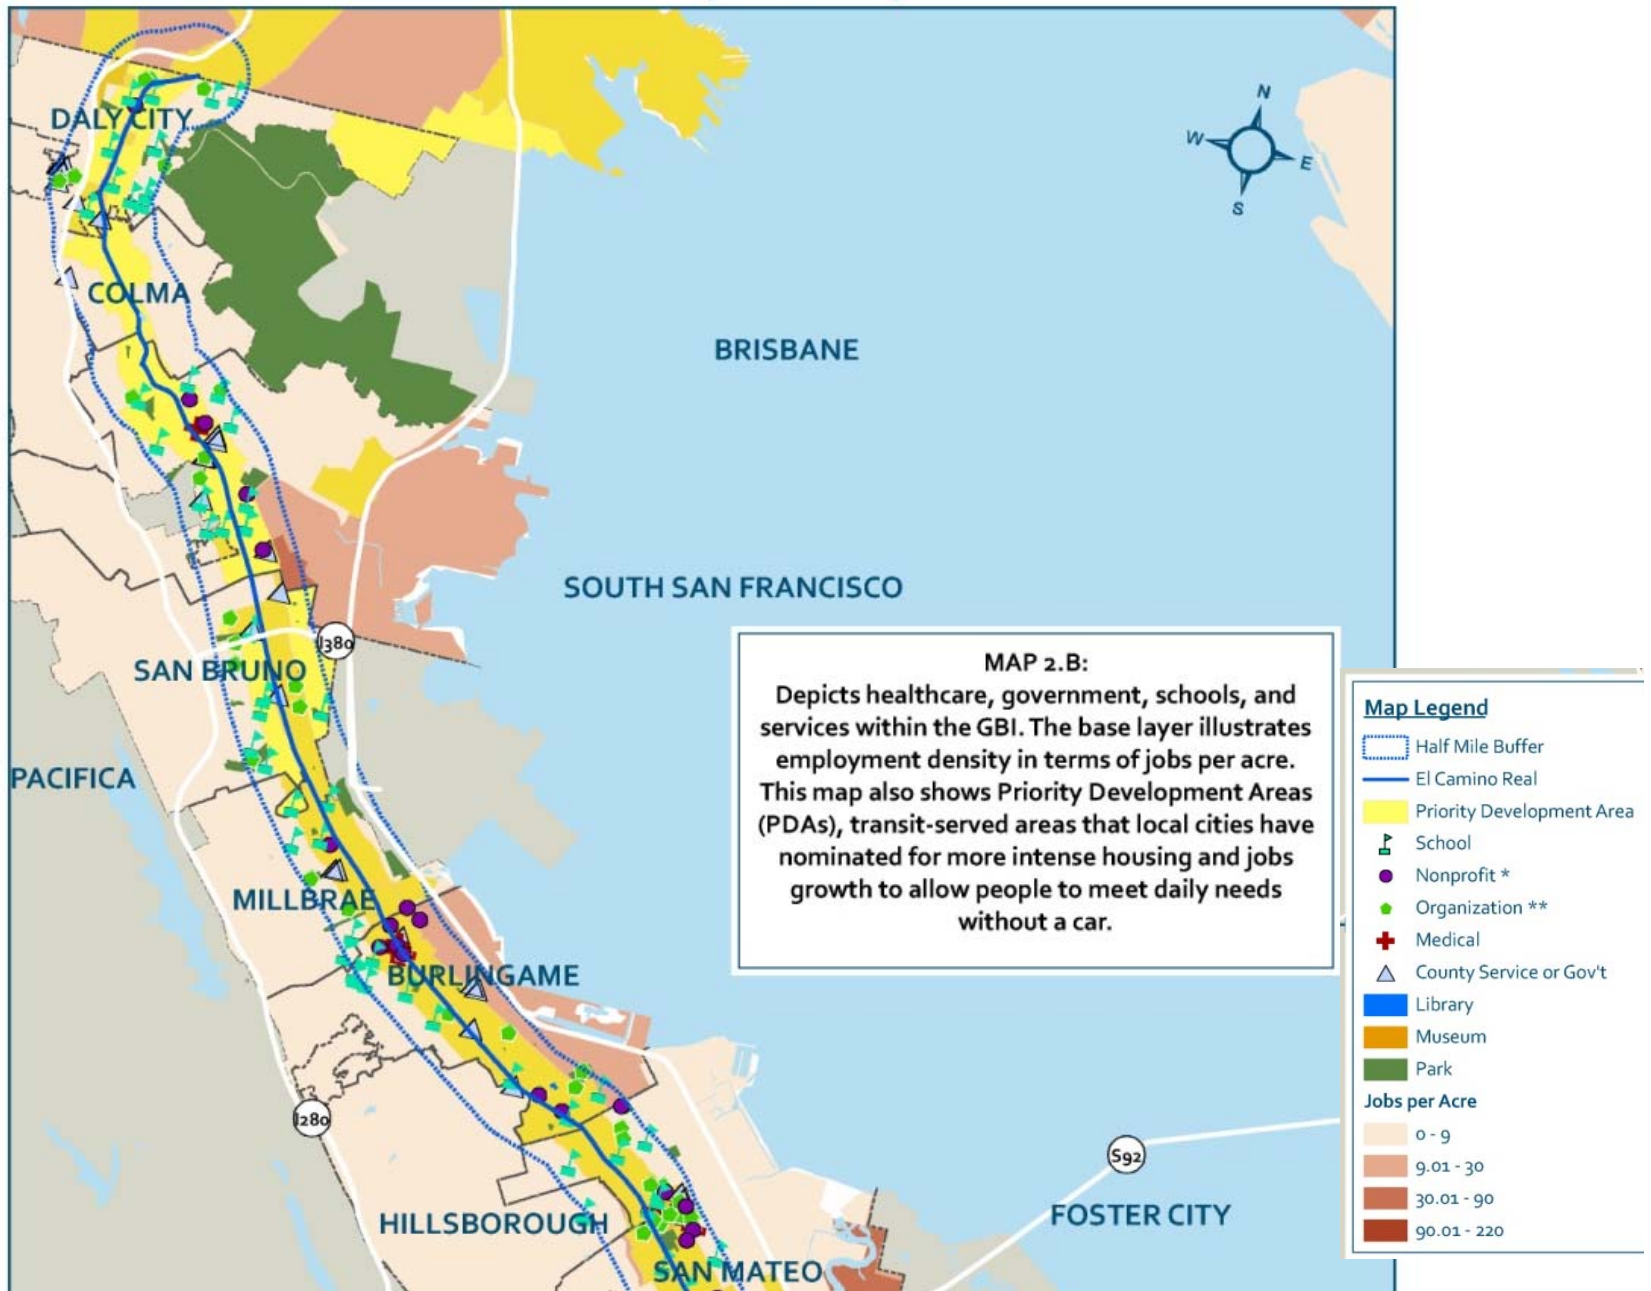 N
W
E
S
DALY CITY
COLMA
BRISBANE
SOUTH SAN FRANCISCO
I380
SAN BRUNO
PACIFICA
MILLBRAE
BURLINGAME
I280
HILLSBOROUGH
S92
FOSTER CITY
SAN MATEO
MAP 2.B:
Depicts healthcare, government, schools, and
services within the GBI. The base layer illustrates
employment density in terms of jobs per acre.
This map also shows Priority Development Areas
(PDAs), transit-served areas that local cities have
nominated for more intense housing and jobs
growth to allow people to meet daily needs
without a car.
Map Legend
Half Mile Buffer
El Camino Real
Priority Development Area
School
Nonprofit *
Organization **
Medical
County Service or Gov't
Library
Museum
Park
Jobs per Acre
0 - 9
9.01 - 30
30.01 - 90
90.01 - 220